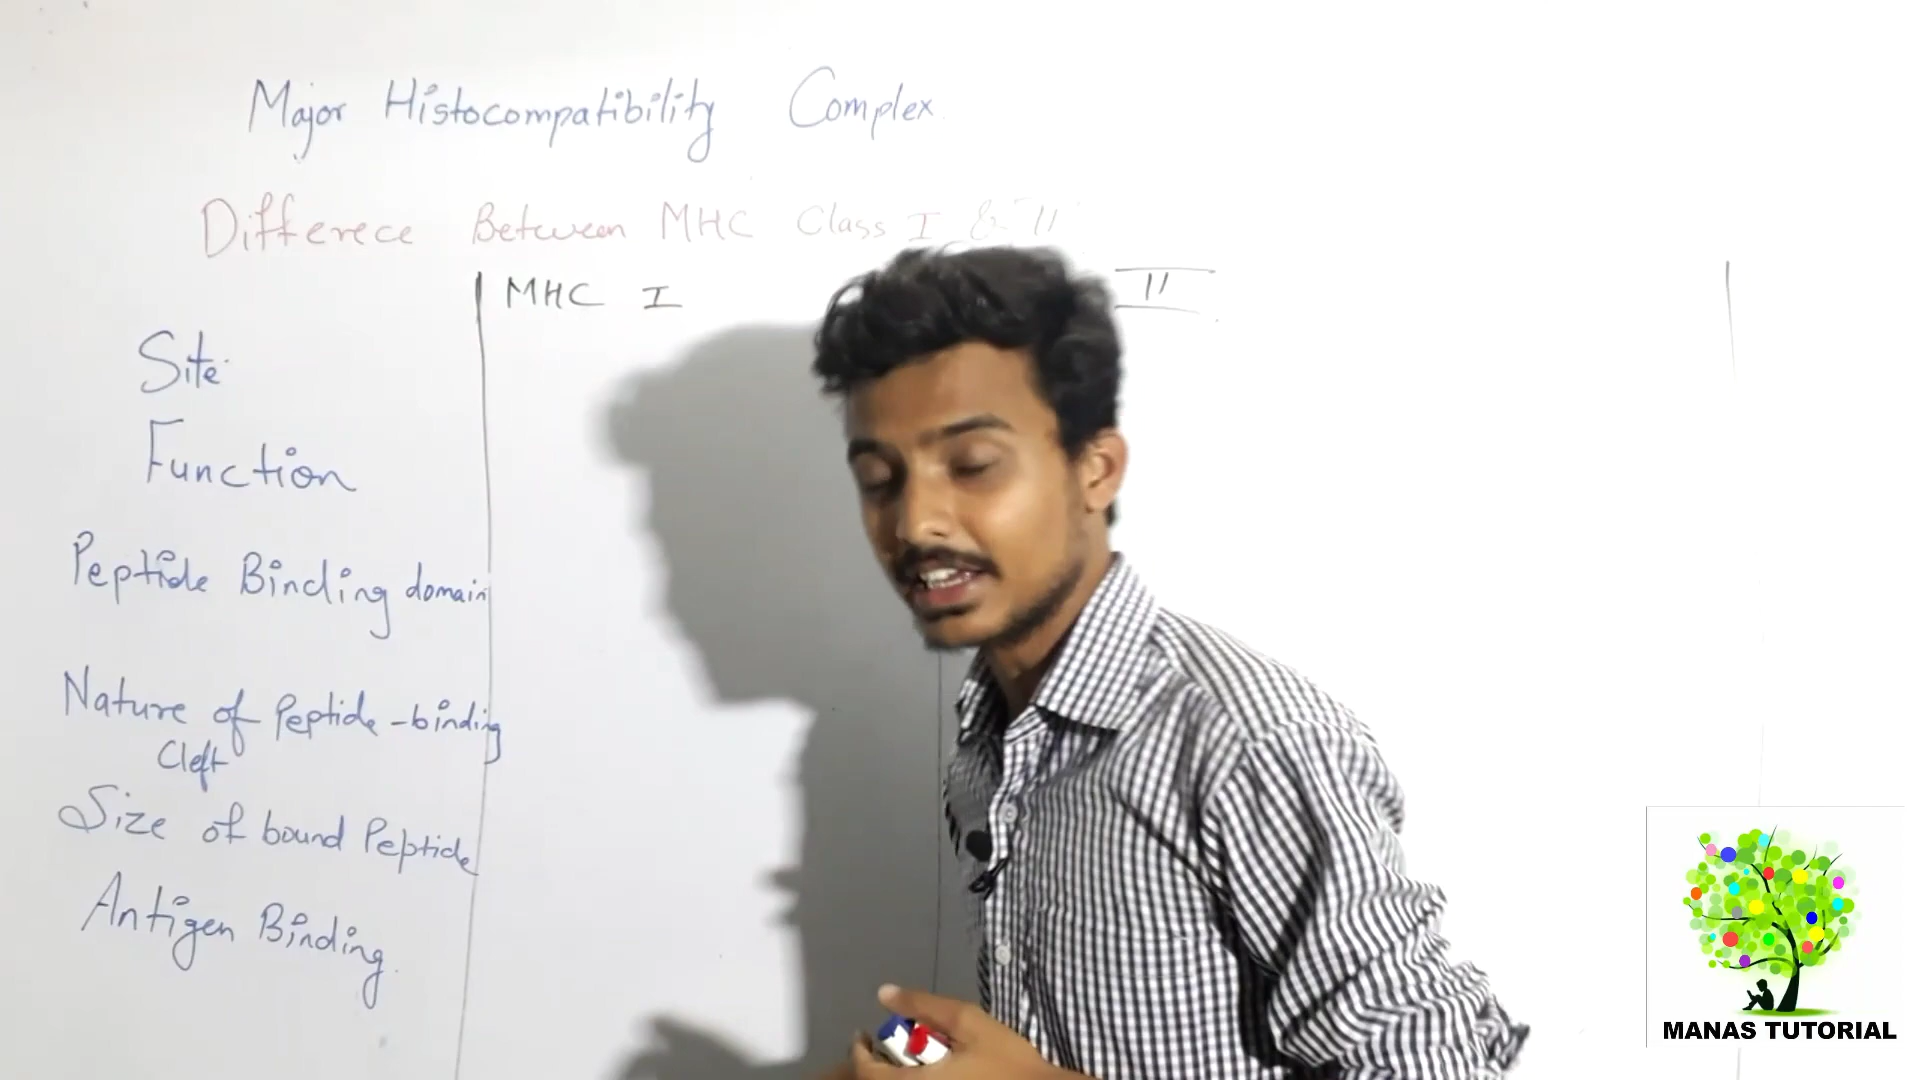 Major Histocompatibility Complex
Differece Between MHC Class I & II
MHC I
II
Site
Function
Peptide Binding domain
Nature of Peptide-binding
Cleft
Size of bound Peptide
Antigen Binding
MANAS TUTORIAL